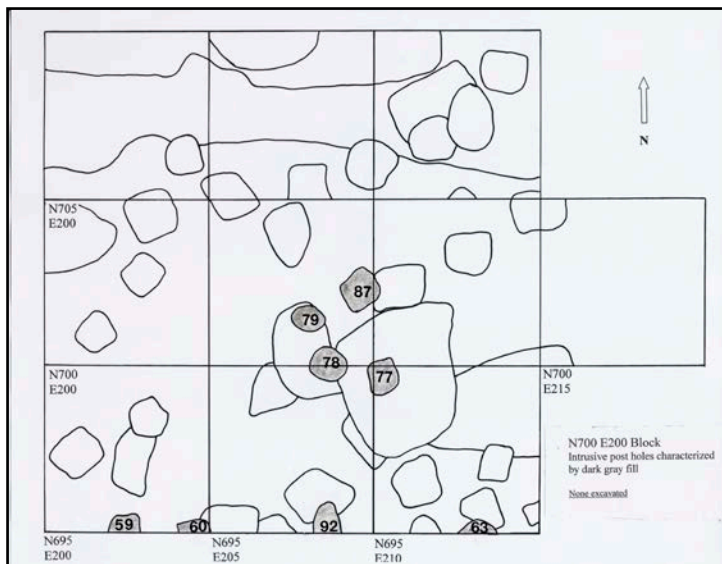 N
N705
E200
87
79
78
77
N700
E200
N700
E215
N700 E200 Block
Intrusive post holes characterized
by dark gray fill
None excavated
59
60
92
63
N695
E200
N695
E205
N695
E210